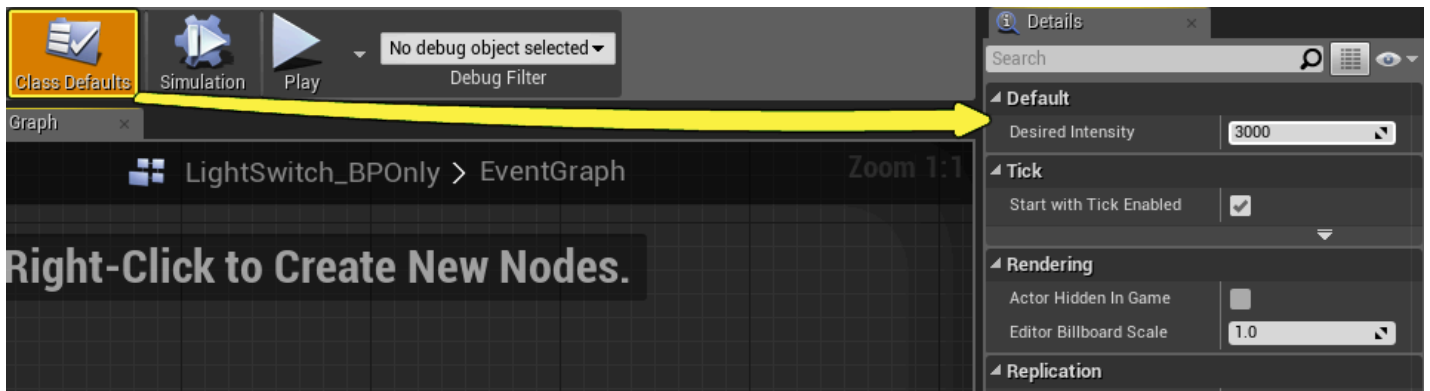 Class Defaults
Simulation
Play
No debug object selected
Debug Filter
Graph
LightSwitch_BPOnly > EventGraph
Zoom 1:1
Right-Click to Create New Nodes.
Details
Search
Default
Desired Intensity 3000
Tick
Start with Tick Enabled
Rendering
Actor Hidden In Game
Editor Billboard Scale 1.0
Replication